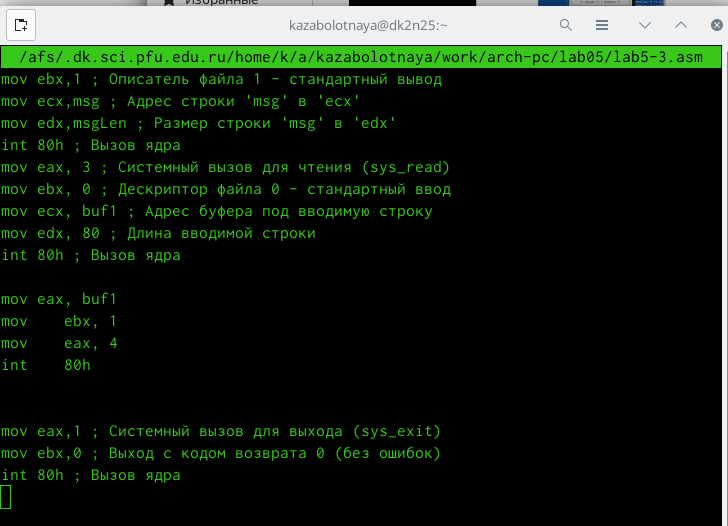 Избранные
kazabolotnaya@dk2n25:~
/afs/.dk.sci.pfu.edu.ru/home/k/a/kazabolotnaya/work/arch-pc/lab05/lab5-3.asm
mov ebx,1 ; Описатель файла 1 - стандартный вывод
mov ecx,msg ; Адрес строки 'msg' в 'ecx'
mov edx,msgLen ; Размер строки 'msg' в 'edx'
int 80h ; Вызов ядра
mov eax, 3 ; Системный вызов для чтения (sys_read)
mov ebx, 0 ; Дескриптор файла 0 - стандартный ввод
mov ecx, buf1 ; Адрес буфера под вводимую строку
mov edx, 80 ; Длина вводимой строки
int 80h ; Вызов ядра
mov eax, buf1
mov    ebx, 1
mov    eax, 4
int    80h
mov eax,1 ; Системный вызов для выхода (sys_exit)
mov ebx,0 ; Выход с кодом возврата 0 (без ошибок)
int 80h ; Вызов ядра